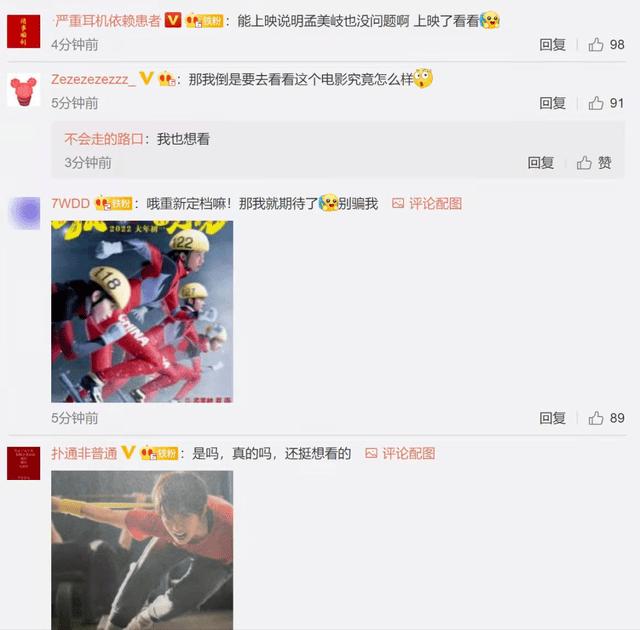 ·严重耳机依赖患者 V 铁粉：能上映说明孟美岐也没问题啊 上映了看看
4分钟前 回复 98
Zezezezezzz_：那我倒是要去看看这个电影究竟怎么样
5分钟前 回复 91
不会走的路口：我也想看
3分钟前 回复 赞
7WDD 铁粉：哦重新定档嘛！那我就期待了别骗我 评论配图
2022 大年初
122
118
121
CHINA
5分钟前 回复 89
扑通非普通 铁粉：是吗，真的吗，还挺想看的 评论配图